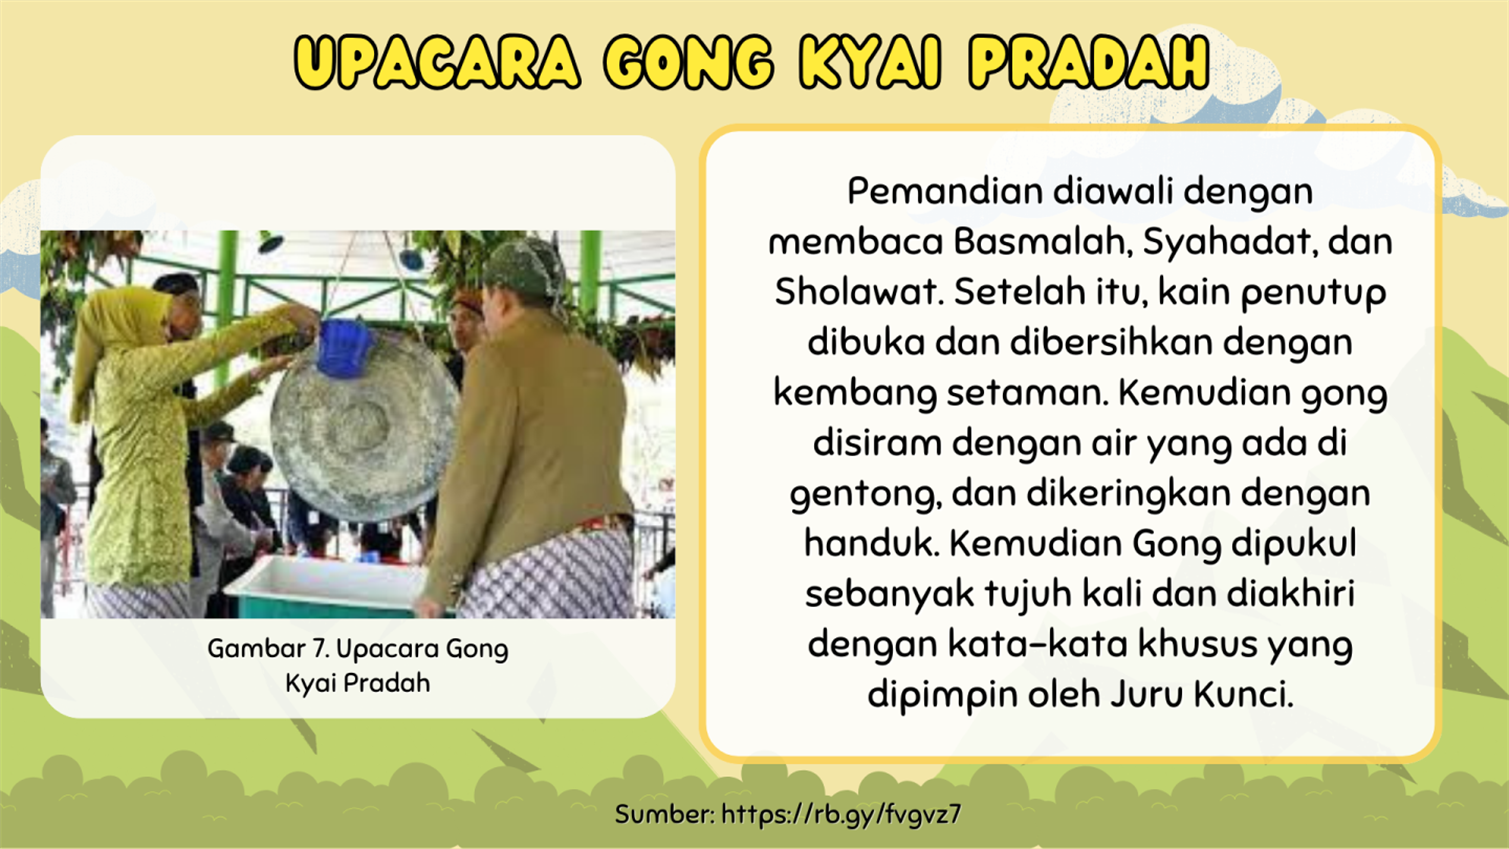 UPACARA GONG KYAI PRADAH
Pemandian diawali dengan
membaca Basmalah, Syahadat, dan
Sholawat. Setelah itu, kain penutup
dibuka dan dibersihkan dengan
kembang setaman. Kemudian gong
disiram dengan air yang ada di
gentong, dan dikeringkan dengan
handuk. Kemudian Gong dipukul
sebanyak tujuh kali dan diakhiri
dengan kata-kata khusus yang
dipimpin oleh Juru Kunci.
Gambar 7. Upacara Gong
Kyai Pradah
Sumber: https://rb.gy/fvgvz7